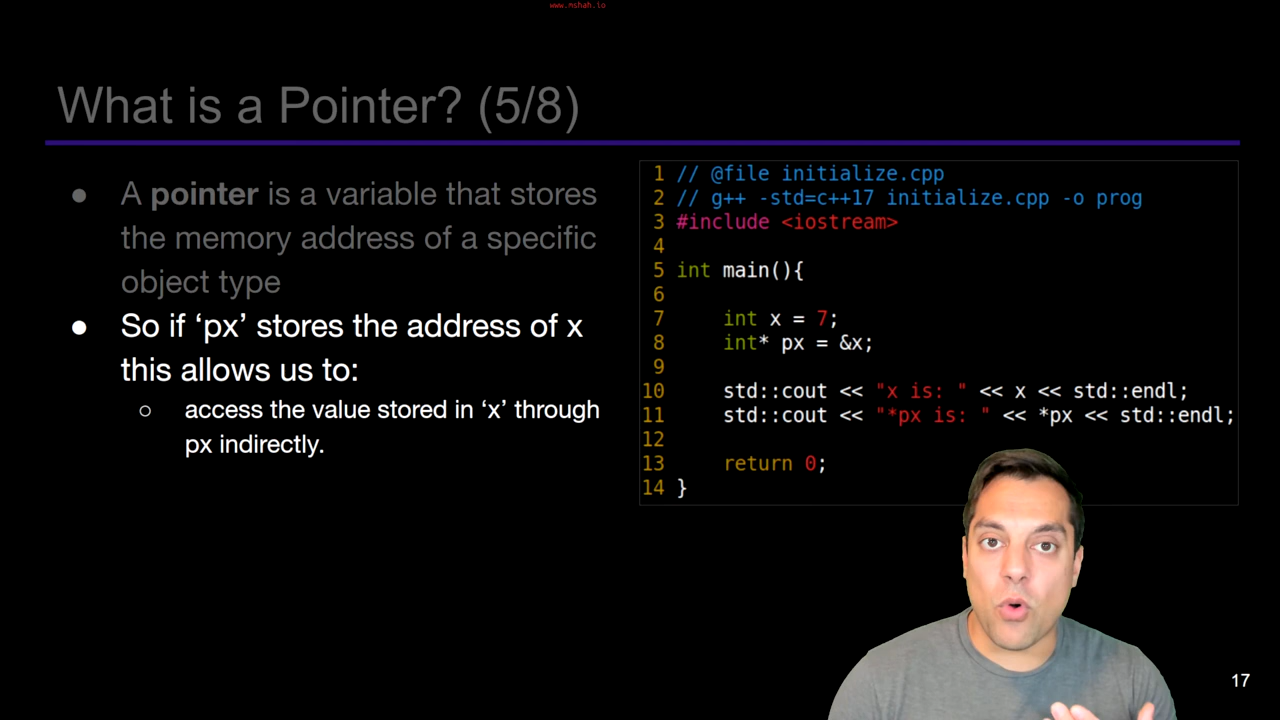 www.mshah.io
What is a Pointer? (5/8)
● A pointer is a variable that stores
the memory address of a specific
object type
● So if ‘px’ stores the address of x
this allows us to:
○ access the value stored in ‘x’ through
px indirectly.
1 // @file initialize.cpp
2 // g++ -std=c++17 initialize.cpp -o prog
3 #include <iostream>
4
5 int main(){
6
7     int x = 7;
8     int* px = &x;
9
10     std::cout << "x is: " << x << std::endl;
11     std::cout << "*px is: " << *px << std::endl;
12
13     return 0;
14 }
17